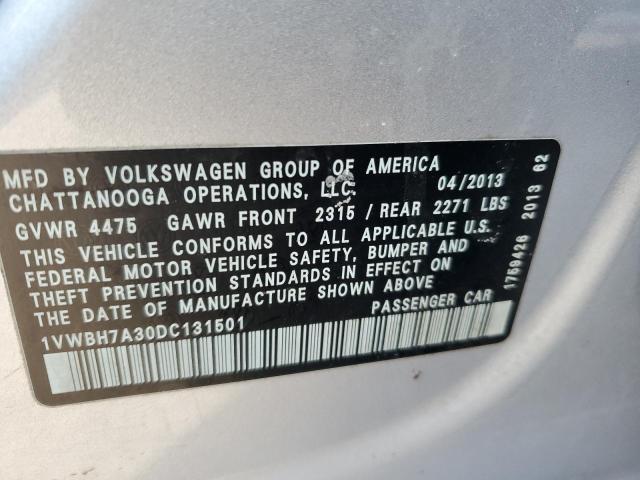 MFD BY VOLKSWAGEN GROUP OF AMERICA
CHATTANOOGA OPERATIONS, LLC 04/2013
GVWR 4475 GAWR FRONT 2315 / REAR 2271 LBS
THIS VEHICLE CONFORMS TO ALL APPLICABLE U.S.
FEDERAL MOTOR VEHICLE SAFETY, BUMPER AND
THEFT PREVENTION STANDARDS IN EFFECT ON
THE DATE OF MANUFACTURE SHOWN ABOVE
1VWBH7A30DC131501 PASSENGER CAR
1759426 2013 62